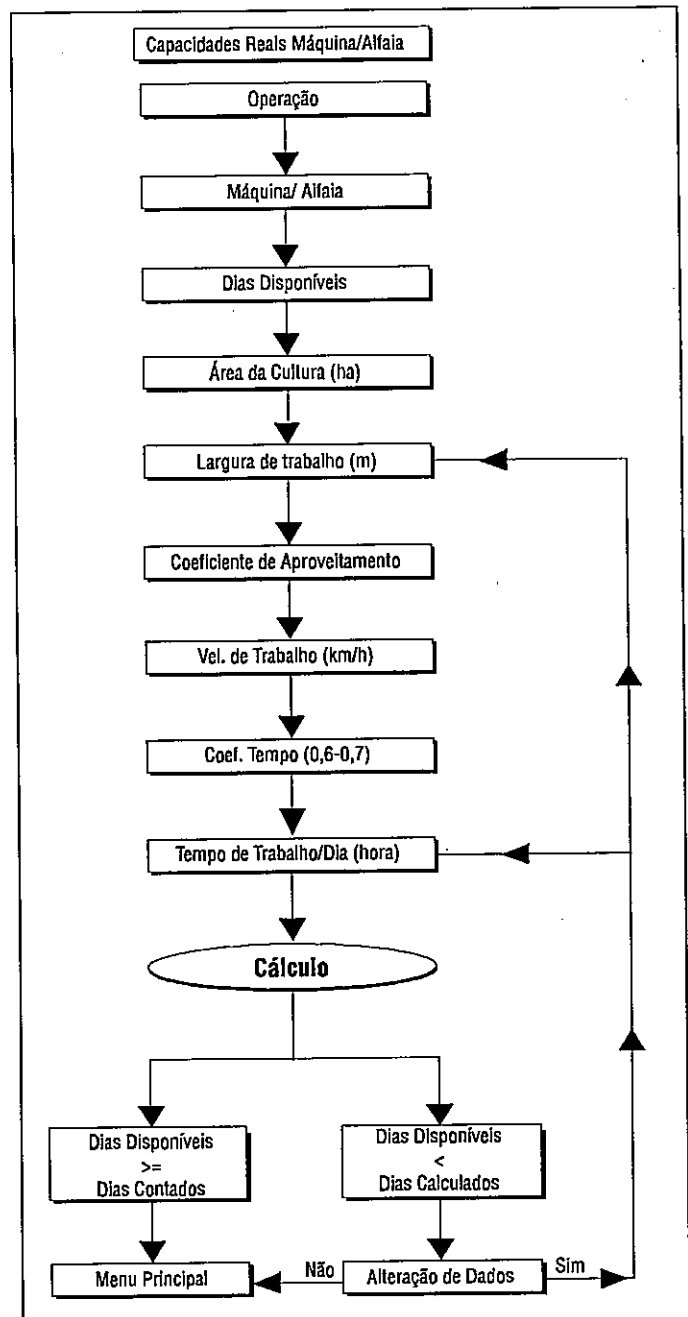 Capacidades Reais Máquina/Alfaia
Operação
Máquina/ Alfaia
Dias Disponíveis
Área da Cultura (ha)
Largura de trabalho (m)
Coeficiente de Aproveitamento
Vel. de Trabalho (km/h)
Coef. Tempo (0,6-0,7)
Tempo de Trabalho/Dia (hora)
Cálculo
Dias Disponíveis
>=
Dias Contados
Dias Disponíveis
<
Dias Calculados
Menu Principal
Não
Alteração de Dados
Sim